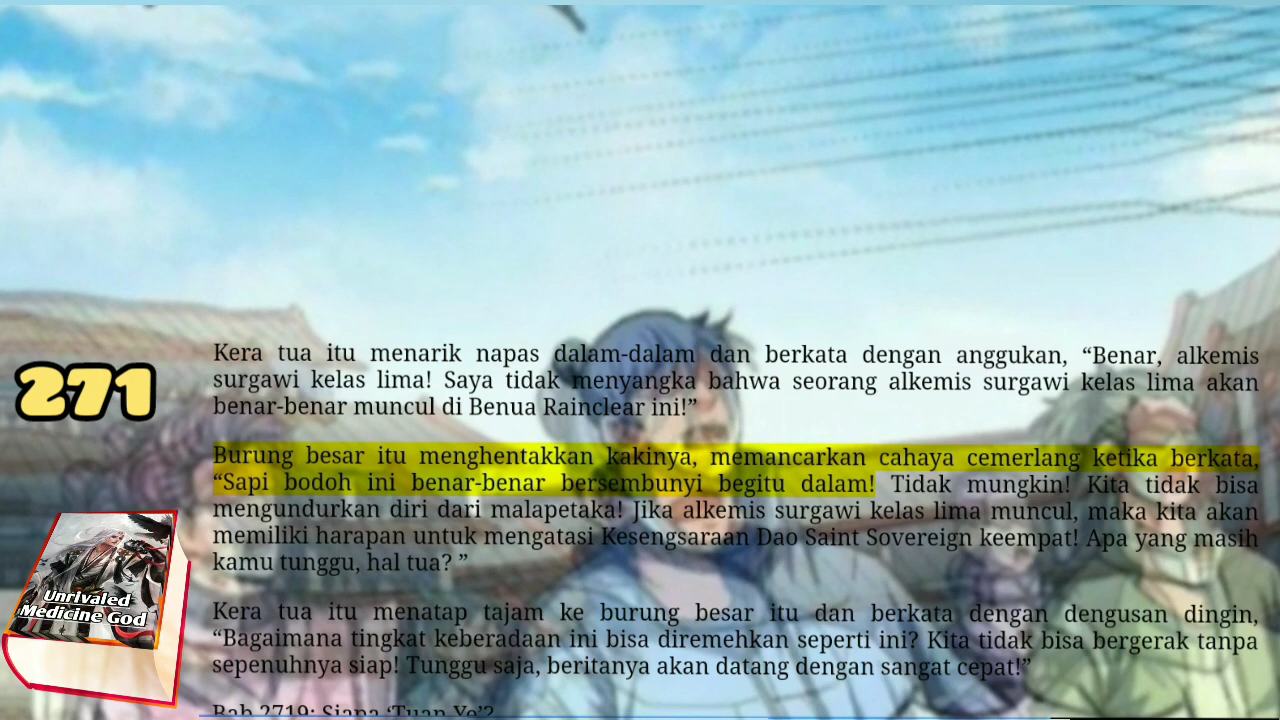 Kera tua itu menarik napas dalam-dalam dan berkata dengan anggukan, “Benar, alkemis
surgawi kelas lima! Saya tidak menyangka bahwa seorang alkemis surgawi kelas lima akan
benar-benar muncul di Benua Rainclear ini!”
271
Burung besar itu menghentakkan kakinya, memancarkan cahaya cemerlang ketika berkata,
“Sapi bodoh ini benar-benar bersembunyi begitu dalam! Tidak mungkin! Kita tidak bisa
mengundurkan diri dari malapetaka! Jika alkemis surgawi kelas lima muncul, maka kita akan
memiliki harapan untuk mengatasi Kesengsaraan Dao Saint Sovereign keempat! Apa yang masih
kamu tunggu, hal tua? ”
Unrivaled
Medicine God
Kera tua itu menatap tajam ke burung besar itu dan berkata dengan dengusan dingin,
“Bagaimana tingkat keberadaan ini bisa diremehkan seperti ini? Kita tidak bisa bergerak tanpa
sepenuhnya siap! Tunggu saja, beritanya akan datang dengan sangat cepat!”
Bab 2719: Siapa ‘Tuan Ye’?